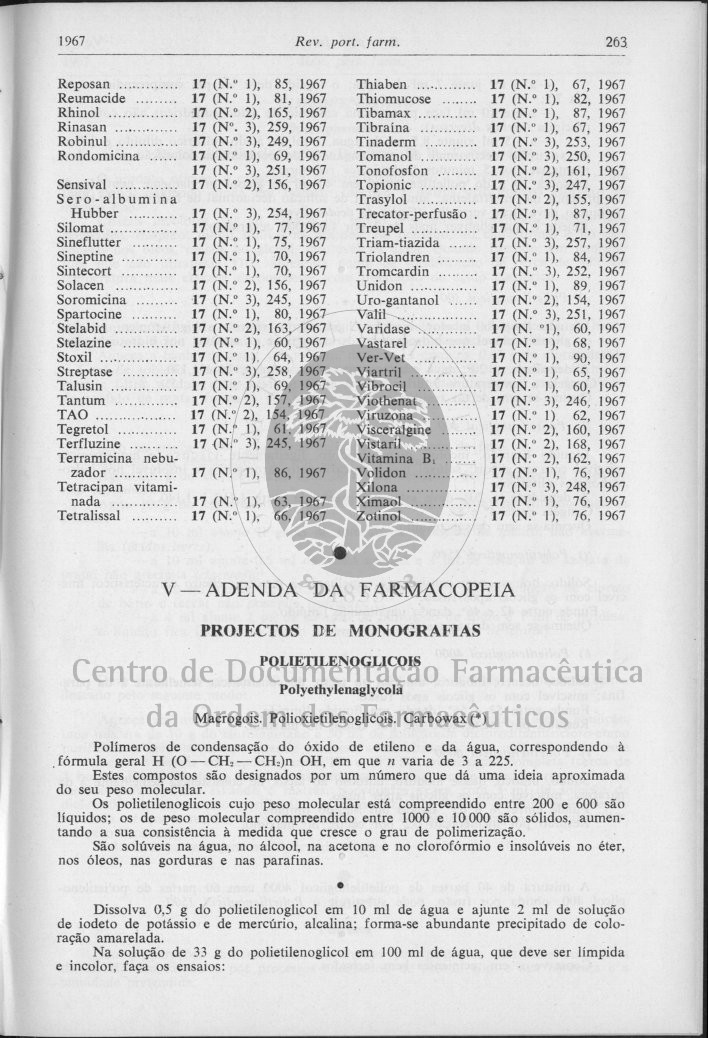 1967 Rev. port. farm. 263
Reposan ............. 17 (N.º 1), 85, 1967
Reumacide ......... 17 (N.º 1), 81, 1967
Rhinol ............... 17 (N.º 2), 165, 1967
Rinasan .............. 17 (Nº. 3), 259, 1967
Robinul .............. 17 (N.º 3), 249, 1967
Rondomicina ...... 17 (N.º 1), 69, 1967
17 (N.º 3), 251, 1967
Sensival .............. 17 (N.º 2), 156, 1967
Sero-albumina
Hubber ........... 17 (N.º 3), 254, 1967
Silomat ............... 17 (N.º 1), 77, 1967
Sineflutter .......... 17 (N.º 1), 75, 1967
Sineptine ............ 17 (N.º 1), 70, 1967
Sintecort ............ 17 (N.º 1), 70, 1967
Solacen .............. 17 (N.º 2), 156, 1967
Soromicina ......... 17 (N.º 3), 245, 1967
Spartocine .......... 17 (N.º 1), 80, 1967
Stelabid .............. 17 (N.º 2), 163, 1967
Stelazine ............. 17 (N.º 1), 60, 1967
Stoxil ................. 17 (N.º 1), 64, 1967
Streptase ............ 17 (N.º 3), 258, 1967
Talusin ............... 17 (N.º 1), 69, 1967
Tantum .............. 17 (N.º 2), 157, 1967
TAO .................. 17 (N.º 2), 154, 1967
Tegretol ............. 17 (N.º 1), 61, 1967
Terfluzine .......... 17 (N.º 3), 245, 1967
Terramicina nebu-
zador .............. 17 (N.º 1), 86, 1967
Tetracipan vitami-
nada ............... 17 (N.º 1), 63, 1967
Tetralissal .......... 17 (N.º 1), 66, 1967
Thiaben ............. 17 (N.º 1), 67, 1967
Thiomucose ........ 17 (N.º 1), 82, 1967
Tibamax ............. 17 (N.º 1), 87, 1967
Tibraina ............. 17 (N.º 1), 67, 1967
Tinaderm ........... 17 (N.º 3), 253, 1967
Tomanol ............ 17 (N.º 3), 250, 1967
Tonofosfon ......... 17 (N.º 2), 161, 1967
Topionic ............ 17 (N.º 3), 247, 1967
Trasylol .............. 17 (N.º 2), 155, 1967
Trecator-perfusão . 17 (N.º 1), 87, 1967
Treupel ............... 17 (N.º 1), 71, 1967
Triam-tiazida ...... 17 (N.º 3), 257, 1967
Triolandren ........ 17 (N.º 1), 84, 1967
Tromcardin ......... 17 (N.º 3), 252, 1967
Unidon .............. 17 (N.º 1), 89, 1967
Uro-gantanol ...... 17 (N.º 2), 154, 1967
Valil .................. 17 (N.º 3), 251, 1967
Varidase ............. 17 (N. º1), 60, 1967
Vastarel .............. 17 (N.º 1), 68, 1967
Ver-Vet .............. 17 (N.º 1), 90, 1967
Viartril ............... 17 (N.º 1), 65, 1967
Vibrocil .............. 17 (N.º 1), 60, 1967
Viothenat ........... 17 (N.º 3), 246, 1967
Viruzona ............ 17 (N.º 1) 62, 1967
Visceralgine ....... 17 (N.º 2), 160, 1967
Vistaril .............. 17 (N.º 2), 168, 1967
Vitamina B₁ ...... 17 (N.º 2), 162, 1967
Volidon .............. 17 (N.º 1), 76, 1967
Xilona ............... 17 (N.º 3), 248, 1967
Ximaol ............... 17 (N.º 1), 76, 1967
Zolinol ............... 17 (N.º 1), 76, 1967
V — ADENDA DA FARMACOPEIA
PROJECTOS DE MONOGRAFIAS
POLIETILENOGLICOIS
Centro de Documentação Farmacêutica
Polyethylenaglycola
da Ordem dos Farmacêuticos
Macrogois. Polioxietilenoglicois. Carbowax (*)
Polímeros de condensação do óxido de etileno e da água, correspondendo à
fórmula geral H (O — CH₂ — CH₂)n OH, em que n varia de 3 a 225.
Estes compostos são designados por um número que dá uma ideia aproximada
do seu peso molecular.
Os polietilenoglicois cujo peso molecular está compreendido entre 200 e 600 são
líquidos; os de peso molecular compreendido entre 1000 e 10 000 são sólidos, aumen-
tando a sua consistência à medida que cresce o grau de polimerização.
São solúveis na água, no álcool, na acetona e no clorofórmio e insolúveis no éter,
nos óleos, nas gorduras e nas parafinas.
Dissolva 0,5 g do polietilenoglicol em 10 ml de água e ajunte 2 ml de solução
de iodeto de potássio e de mercúrio, alcalina; forma-se abundante precipitado de colo-
ração amarelada.
Na solução de 33 g do polietilenoglicol em 100 ml de água, que deve ser límpida
e incolor, faça os ensaios: